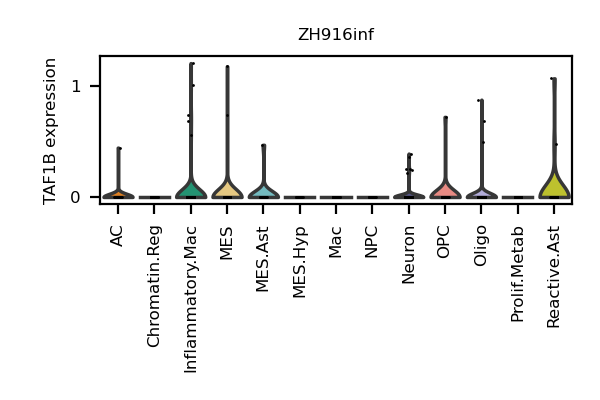 ZH916inf
TAF1B expression
1
0
AC
Chromatin.Reg
Inflammatory.Mac
MES
MES.Ast
MES.Hyp
Mac
NPC
Neuron
OPC
Oligo
Prolif.Metab
Reactive.Ast